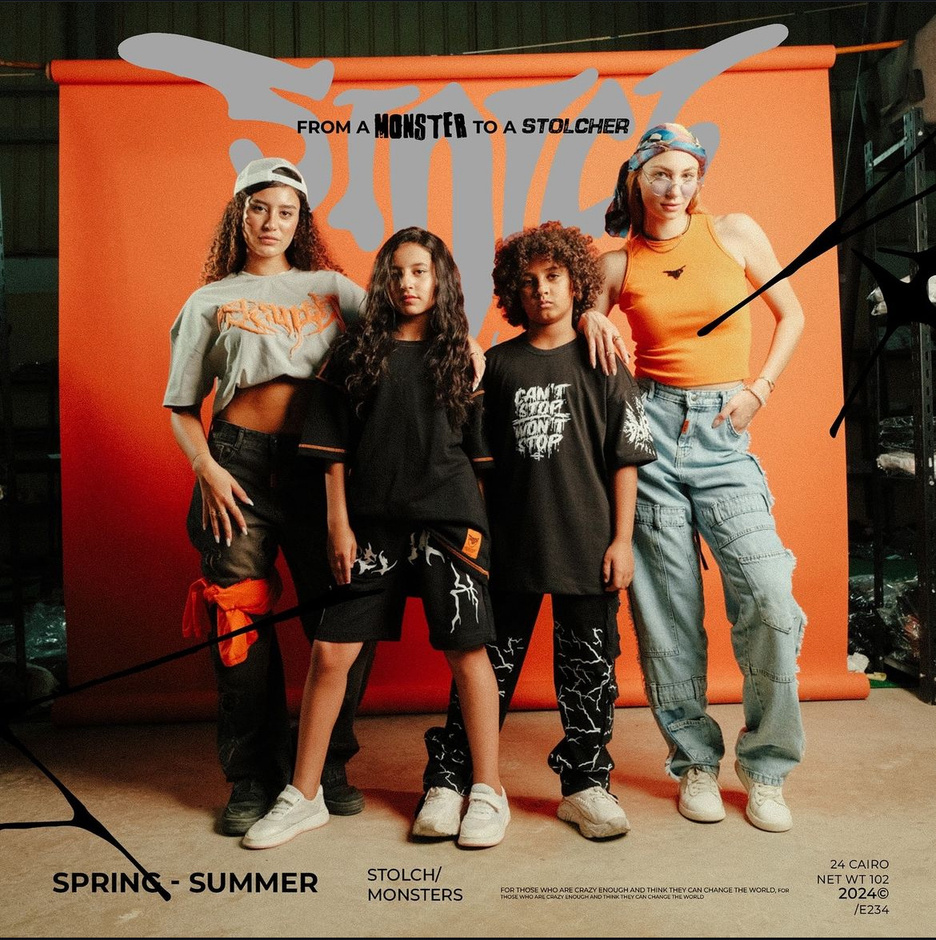 STOLCH
FROM A MONSTER TO A STOLCHER
CAN'T
STOP
WON'T
STOP
SPRING - SUMMER
STOLCH/
MONSTERS
FOR THOSE WHO ARE CRAZY ENOUGH AND THINK THEY CAN CHANGE THE WORLD, FOR
THOSE WHO ARE CRAZY ENOUGH AND THINK THEY CAN CHANGE THE WORLD
24 CAIRO
NET WT 102
2024©
/E234